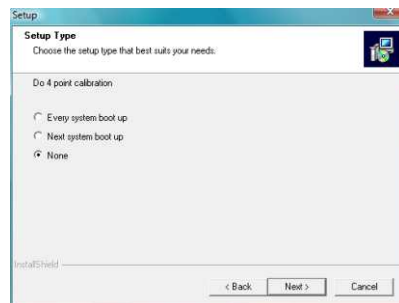 Setup
Setup Type
Choose the setup type that best suits your needs.
Do 4 point calibration
Every system boot up
Next system boot up
None
InstallShield
< Back
Next >
Cancel